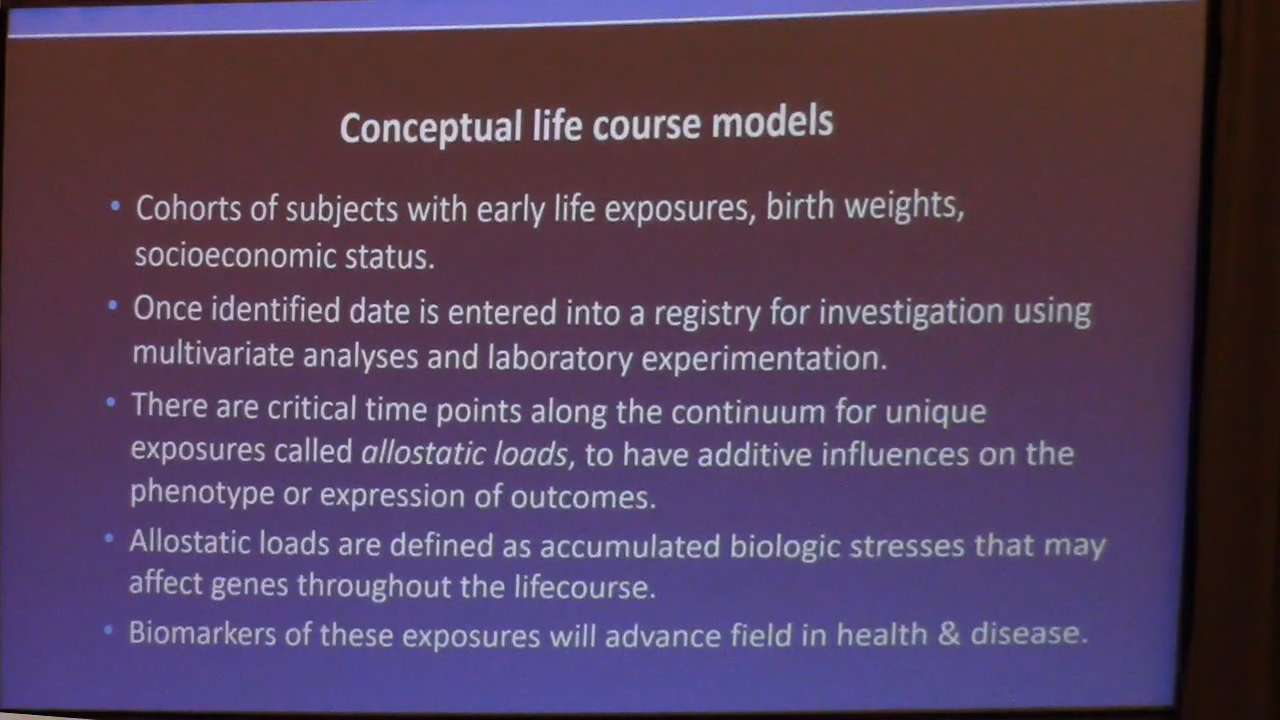 Conceptual life course models
• Cohorts of subjects with early life exposures, birth weights,
socioeconomic status.
• Once identified date is entered into a registry for investigation using
multivariate analyses and laboratory experimentation.
• There are critical time points along the continuum for unique
exposures called allostatic loads, to have additive influences on the
phenotype or expression of outcomes.
• Allostatic loads are defined as accumulated biologic stresses that may
affect genes throughout the lifecourse.
• Biomarkers of these exposures will advance field in health & disease.